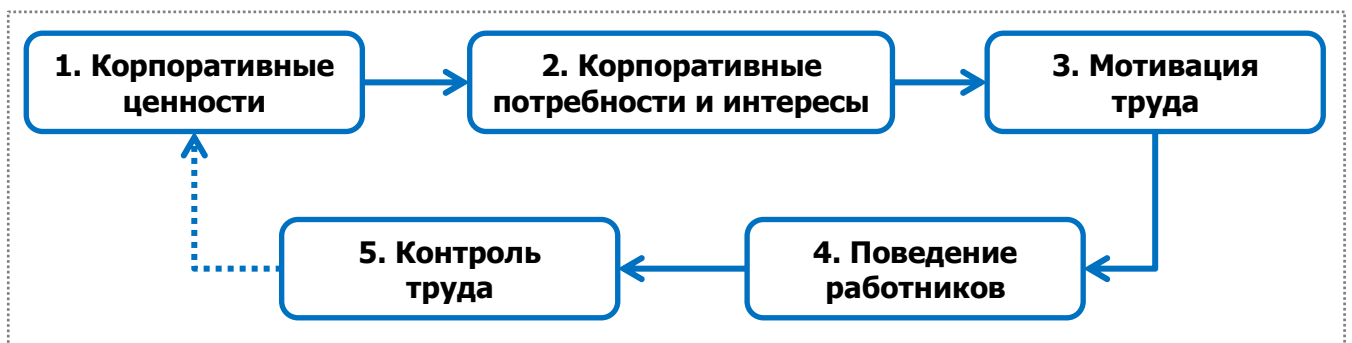 1. Корпоративные
ценности
2. Корпоративные
потребности и интересы
3. Мотивация
труда
4. Поведение
работников
5. Контроль
труда